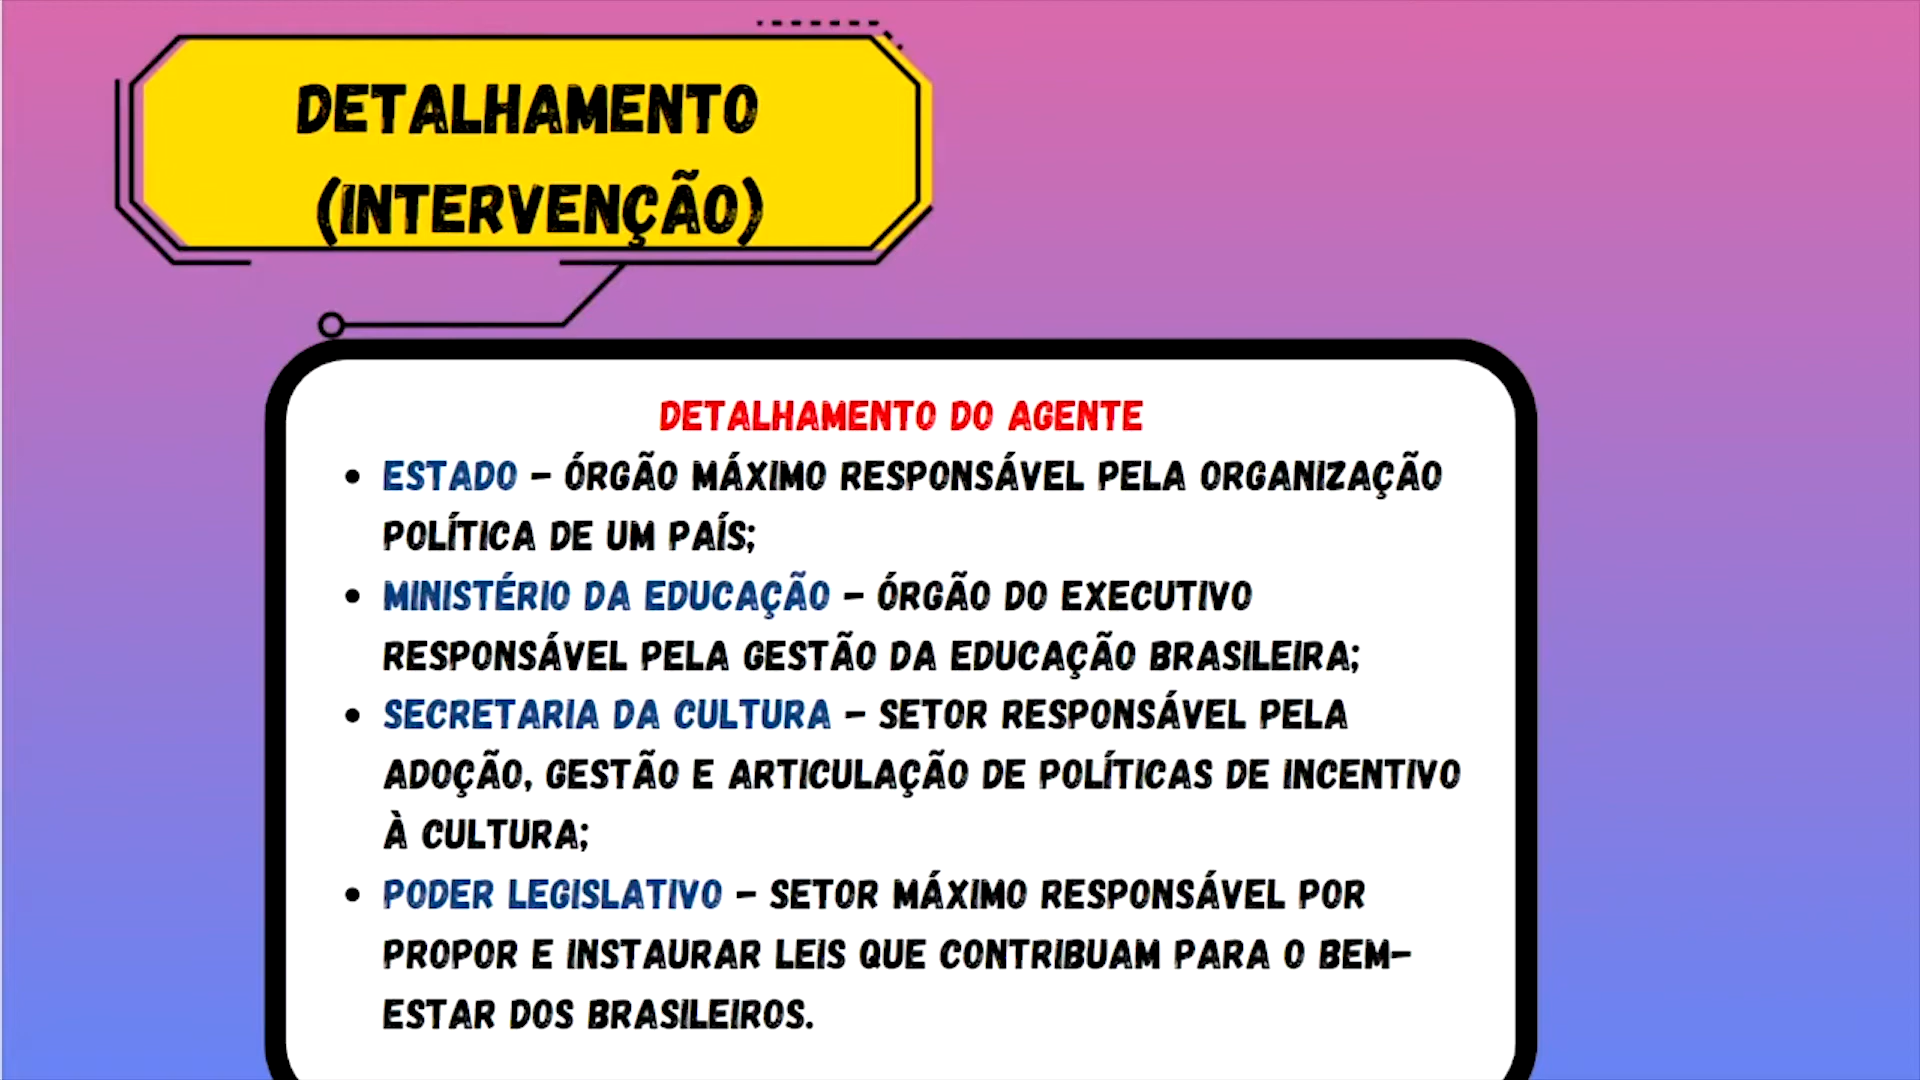 DETALHAMENTO
(INTERVENÇÃO)
DETALHAMENTO DO AGENTE
• ESTADO – ÓRGÃO MÁXIMO RESPONSÁVEL PELA ORGANIZAÇÃO
POLÍTICA DE UM PAÍS;
• MINISTÉRIO DA EDUCAÇÃO – ÓRGÃO DO EXECUTIVO
RESPONSÁVEL PELA GESTÃO DA EDUCAÇÃO BRASILEIRA;
• SECRETARIA DA CULTURA – SETOR RESPONSÁVEL PELA
ADOÇÃO, GESTÃO E ARTICULAÇÃO DE POLÍTICAS DE INCENTIVO
À CULTURA;
• PODER LEGISLATIVO – SETOR MÁXIMO RESPONSÁVEL POR
PROPOR E INSTAURAR LEIS QUE CONTRIBUAM PARA O BEM-
ESTAR DOS BRASILEIROS.